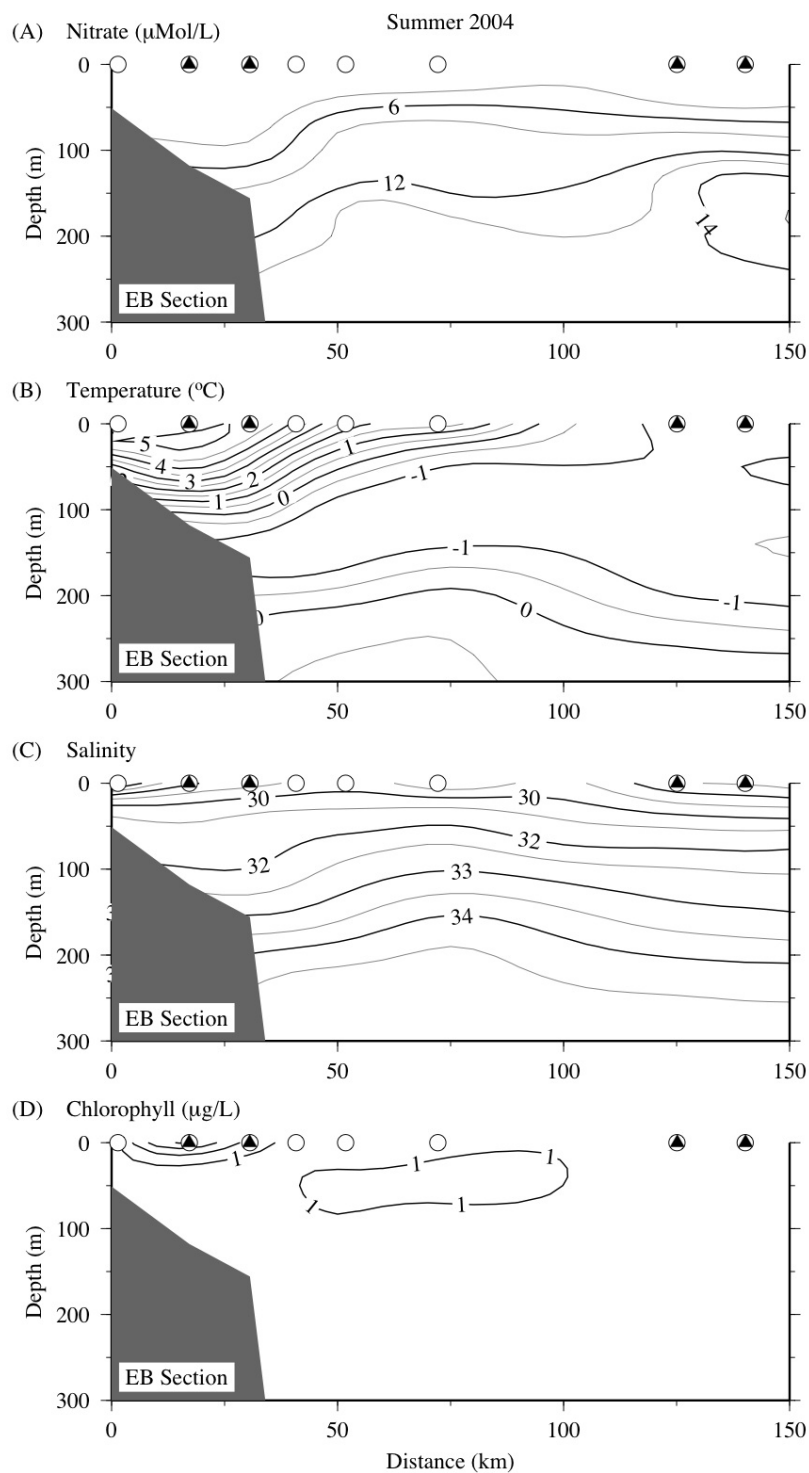 Summer 2004
(A) Nitrate (μMol/L)
0
100
200
300
Depth (m)
6
12
14
EB Section
0 50 100 150
(B) Temperature (°C)
0
100
200
300
Depth (m)
5
4
3
2
1
1
0
-1
-1
-1
0
0
EB Section
0 50 100 150
(C) Salinity
0
100
200
300
Depth (m)
30 30
32 32
33
34
EB Section
0 50 100 150
(D) Chlorophyll (μg/L)
0
100
200
300
Depth (m)
1
1 1
1 1
EB Section
0 50 100 150
Distance (km)